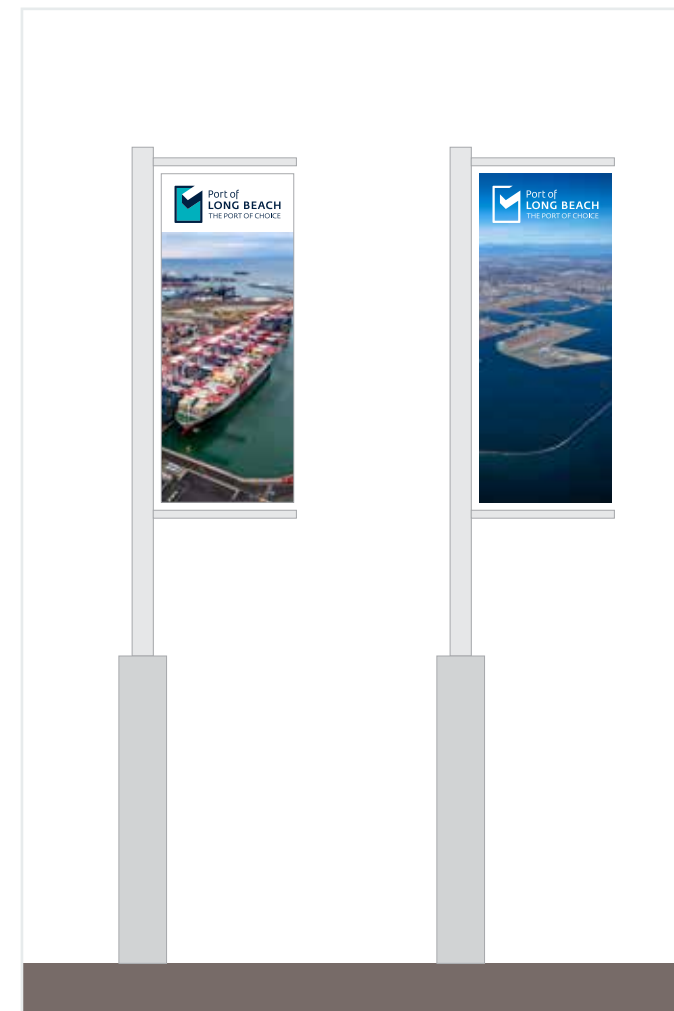 Port of
LONG BEACH
THE PORT OF CHOICE
Port of
LONG BEACH
THE PORT OF CHOICE